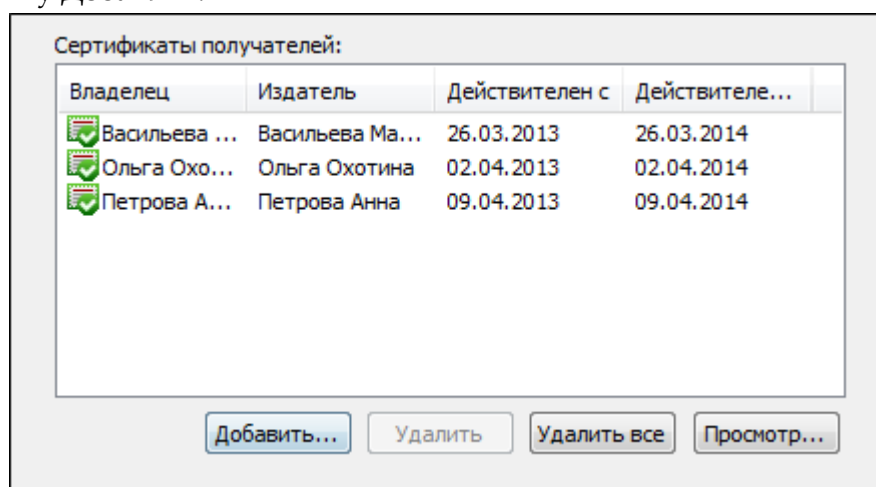 Сертификаты получателей:
Владелец Издатель Действителен с Действителе...
Васильева ... Васильева Ма... 26.03.2013 26.03.2014
Ольга Охо... Ольга Охотина 02.04.2013 02.04.2014
Петрова А... Петрова Анна 09.04.2013 09.04.2014
Добавить... Удалить Удалить все Просмотр...